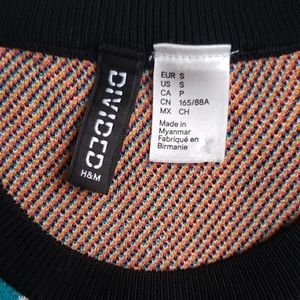 DIVIDED
H&M
EUR S
US S
CA P
CN 165/88A
MX CH
Made in
Myanmar
Fabriqué en
Birmanie